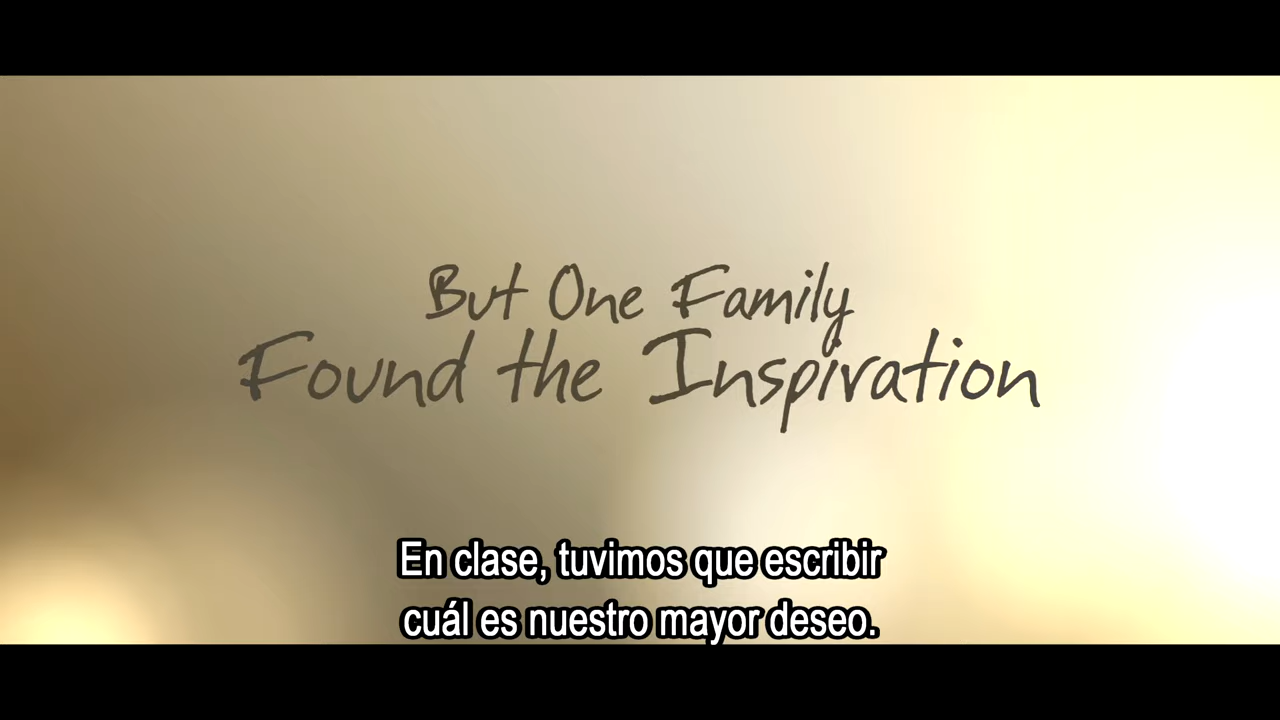 But One Family
Found the Inspiration
En clase, tuvimos que escribir
cuál es nuestro mayor deseo.